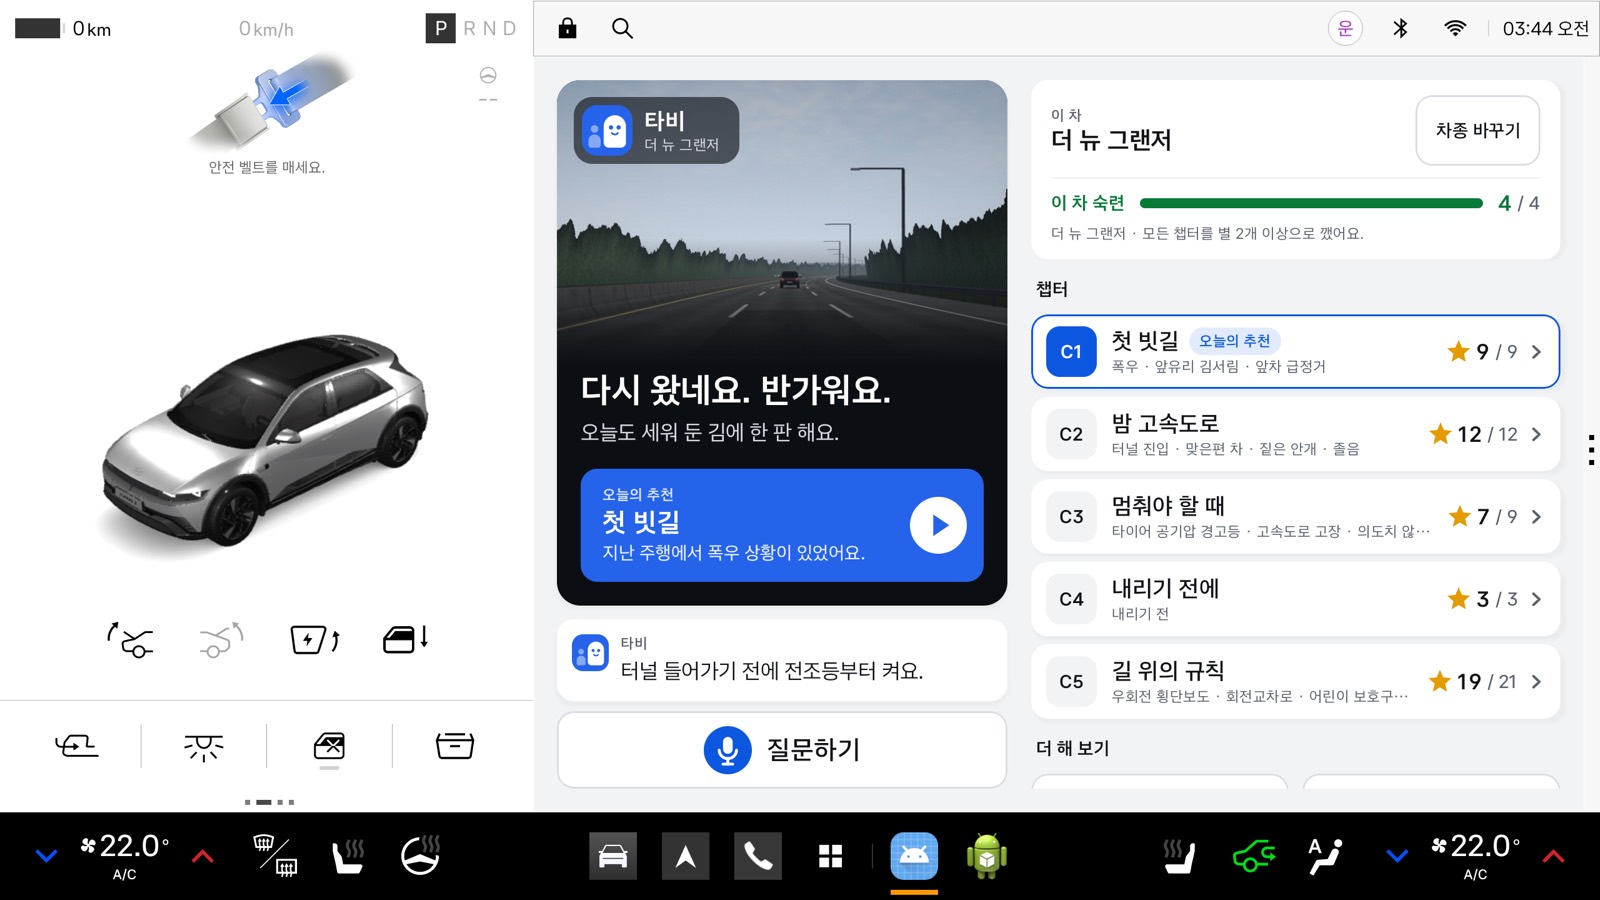 0 km
0 km/h
P R N D
안전 벨트를 매세요.
--
운
03:44 오전
타비
더 뉴 그랜저
다시 왔네요. 반가워요.
오늘도 세워 둔 김에 한 판 해요.
오늘의 추천
첫 빗길
지난 주행에서 폭우 상황이 있었어요.
타비
터널 들어가기 전에 전조등부터 켜요.
질문하기
이 차
더 뉴 그랜저
차종 바꾸기
이 차 숙련
4 / 4
더 뉴 그랜저 · 모든 챕터를 별 2개 이상으로 깼어요.
챕터
C1
첫 빗길
오늘의 추천
폭우 · 앞유리 김서림 · 앞차 급정거
9 / 9
C2
밤 고속도로
터널 진입 · 맞은편 차 · 짙은 안개 · 졸음
12 / 12
C3
멈춰야 할 때
타이어 공기압 경고등 · 고속도로 고장 · 의도치 않…
7 / 9
C4
내리기 전에
내리기 전
3 / 3
C5
길 위의 규칙
우회전 횡단보도 · 회전교차로 · 어린이 보호구…
19 / 21
더 해 보기
22.0°
A/C
A
22.0°
A/C